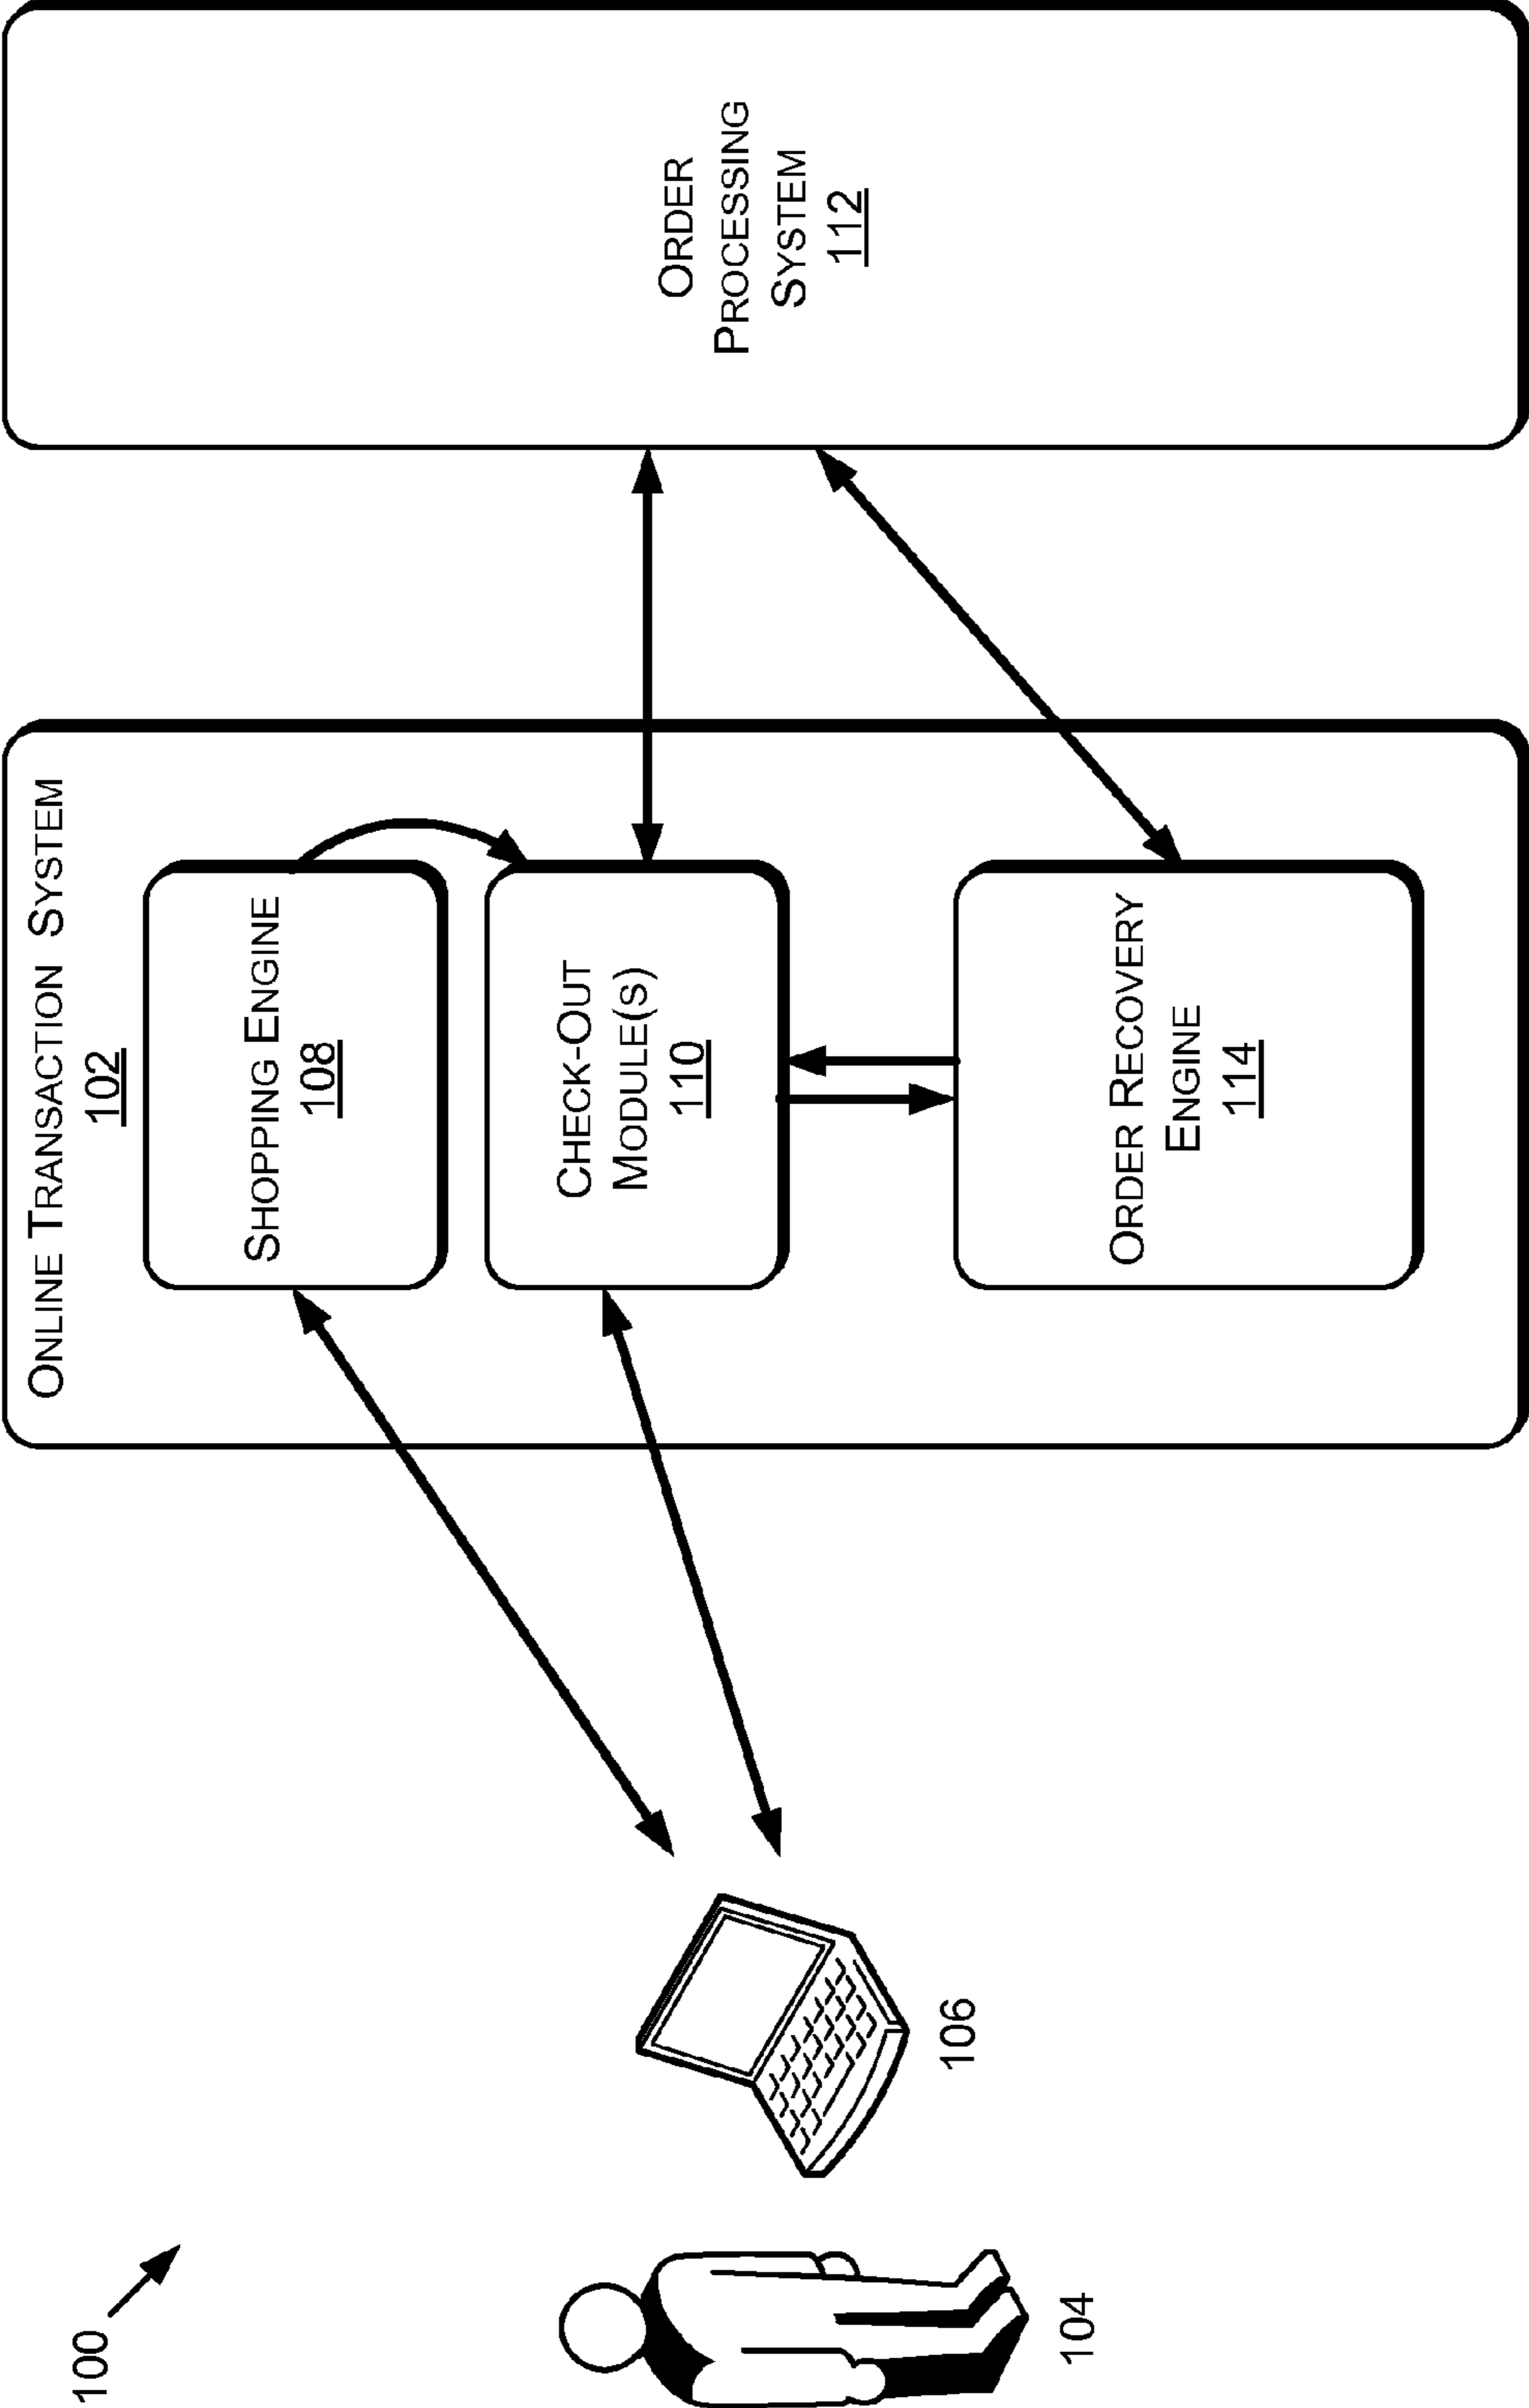 100
104
106
ONLINE TRANSACTION SYSTEM
102
SHOPPING ENGINE
108
CHECK-OUT
MODULE(S)
110
ORDER RECOVERY
ENGINE
114
ORDER
PROCESSING
SYSTEM
112